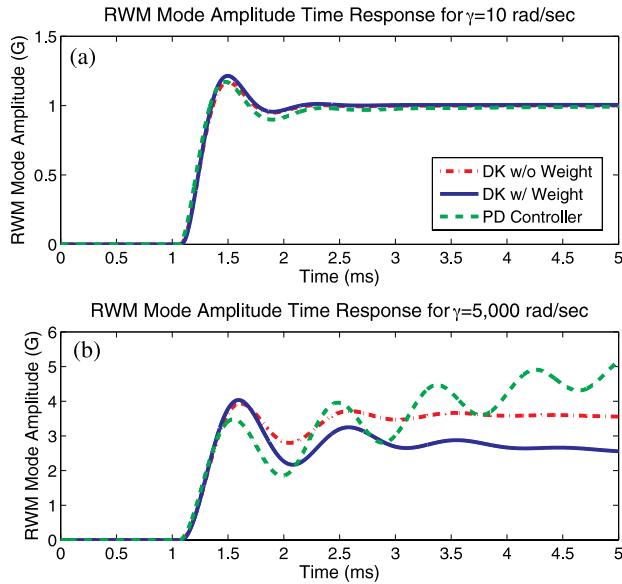 RWM Mode Amplitude Time Response for γ=10 rad/sec
(a)
RWM Mode Amplitude (G)
1.5
1
0.5
0
DK w/o Weight
DK w/ Weight
PD Controller
0 0.5 1 1.5 2 2.5 3 3.5 4 4.5 5
Time (ms)
RWM Mode Amplitude Time Response for γ=5,000 rad/sec
(b)
RWM Mode Amplitude (G)
6
5
4
3
2
1
0
0 0.5 1 1.5 2 2.5 3 3.5 4 4.5 5
Time (ms)